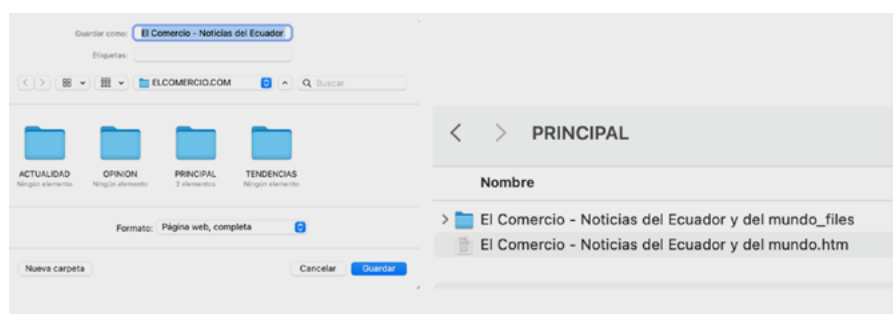 Guardar como: El Comercio - Noticias del Ecuador
Etiquetas:
ELCOMERCIO.COM Buscar
ACTUALIDAD OPINION PRINCIPAL TENDENCIAS
Ningún elemento Ningún elemento 2 elementos Ningún elemento
Formato: Página web, completa
Nueva carpeta Cancelar Guardar
PRINCIPAL
Nombre
El Comercio - Noticias del Ecuador y del mundo_files
El Comercio - Noticias del Ecuador y del mundo.htm